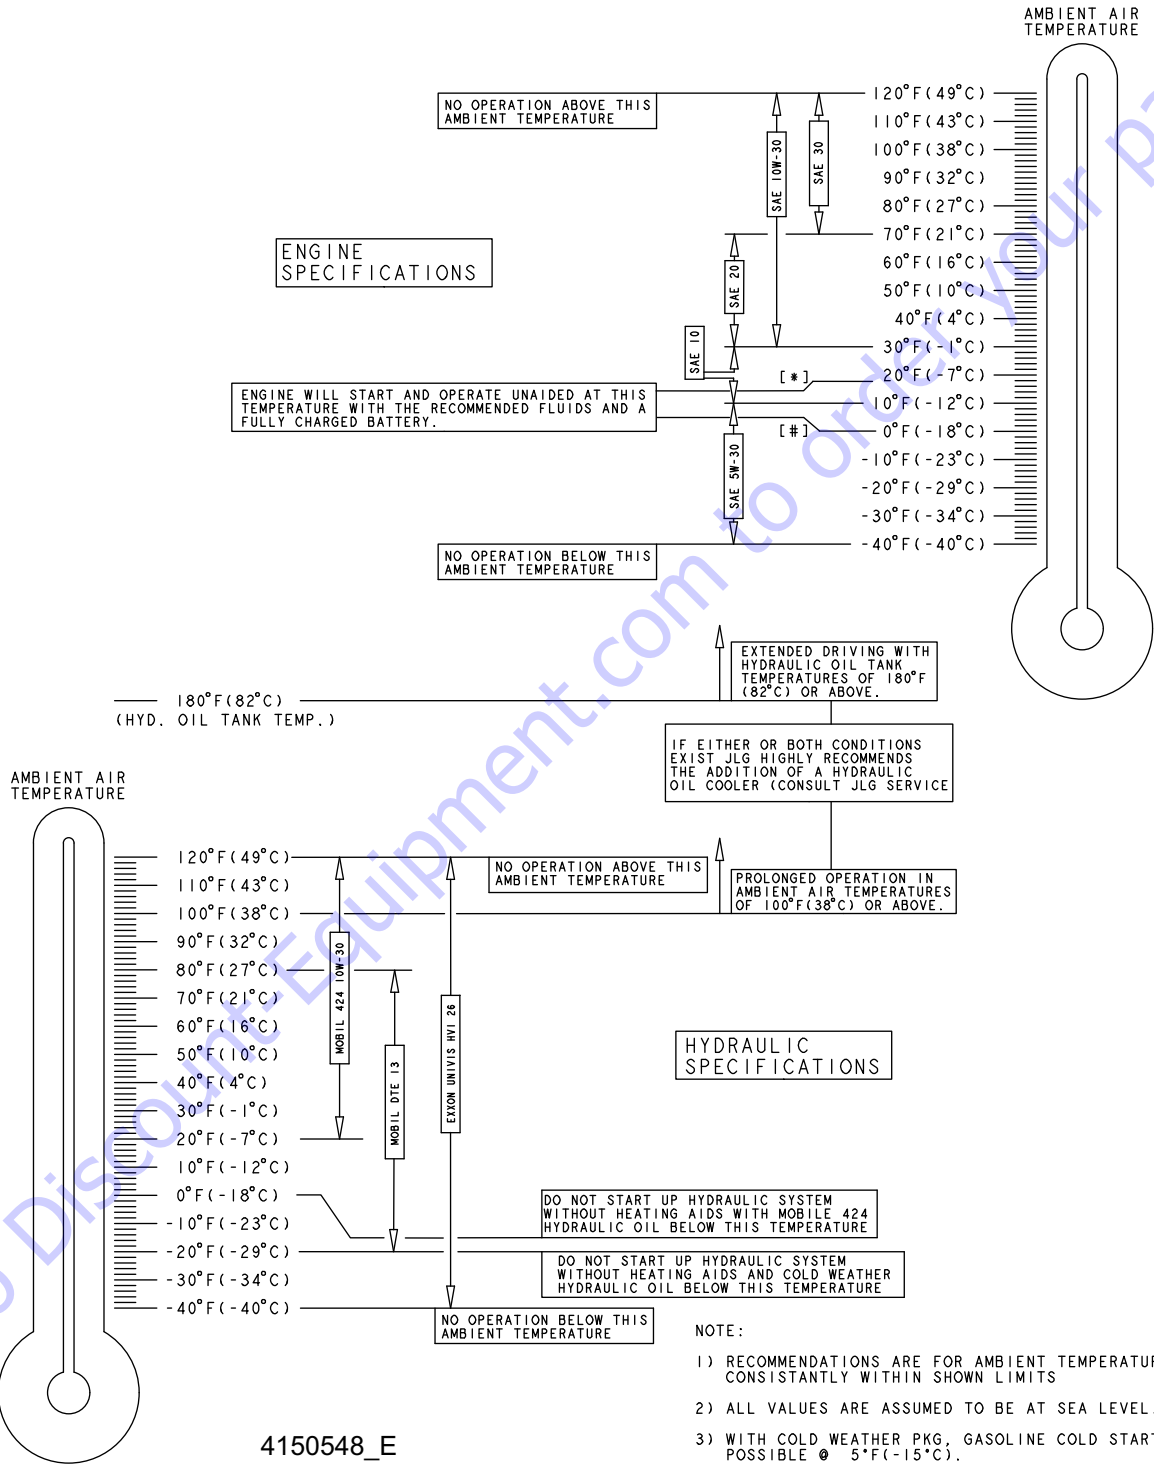 AMBIENT AIR
TEMPERATURE
NO OPERATION ABOVE THIS
AMBIENT TEMPERATURE
120°F(49°C)
110°F(43°C)
100°F(38°C)
90°F(32°C)
80°F(27°C)
70°F(21°C)
60°F(16°C)
50°F(10°C)
40°F(4°C)
30°F(-1°C)
20°F(-7°C)
10°F(-12°C)
0°F(-18°C)
-10°F(-23°C)
-20°F(-29°C)
-30°F(-34°C)
-40°F(-40°C)
SAE 10W-30
SAE 30
SAE 20
SAE 10
SAE 5W-30
[*]
[#]
ENGINE
SPECIFICATIONS
ENGINE WILL START AND OPERATE UNAIDED AT THIS
TEMPERATURE WITH THE RECOMMENDED FLUIDS AND A
FULLY CHARGED BATTERY.
NO OPERATION BELOW THIS
AMBIENT TEMPERATURE
EXTENDED DRIVING WITH
HYDRAULIC OIL TANK
TEMPERATURES OF 180°F
(82°C) OR ABOVE.
180°F(82°C)
(HYD. OIL TANK TEMP.)
IF EITHER OR BOTH CONDITIONS
EXIST JLG HIGHLY RECOMMENDS
THE ADDITION OF A HYDRAULIC
OIL COOLER (CONSULT JLG SERVICE
AMBIENT AIR
TEMPERATURE
120°F(49°C)
110°F(43°C)
100°F(38°C)
90°F(32°C)
80°F(27°C)
70°F(21°C)
60°F(16°C)
50°F(10°C)
40°F(4°C)
30°F(-1°C)
20°F(-7°C)
10°F(-12°C)
0°F(-18°C)
-10°F(-23°C)
-20°F(-29°C)
-30°F(-34°C)
-40°F(-40°C)
MOBIL 424 10W-30
MOBIL DTE 13
EXXON UNIVIS HVI 26
NO OPERATION ABOVE THIS
AMBIENT TEMPERATURE
PROLONGED OPERATION IN
AMBIENT AIR TEMPERATURES
OF 100°F(38°C) OR ABOVE.
HYDRAULIC
SPECIFICATIONS
DO NOT START UP HYDRAULIC SYSTEM
WITHOUT HEATING AIDS WITH MOBILE 424
HYDRAULIC OIL BELOW THIS TEMPERATURE
DO NOT START UP HYDRAULIC SYSTEM
WITHOUT HEATING AIDS AND COLD WEATHER
HYDRAULIC OIL BELOW THIS TEMPERATURE
NO OPERATION BELOW THIS
AMBIENT TEMPERATURE
NOTE:
1) RECOMMENDATIONS ARE FOR AMBIENT TEMPERATUR
CONSISTANTLY WITHIN SHOWN LIMITS
2) ALL VALUES ARE ASSUMED TO BE AT SEA LEVEL.
3) WITH COLD WEATHER PKG, GASOLINE COLD START
POSSIBLE @ 5°F(-15°C).
4150548_E
Discount-Equipment.com to order your pa